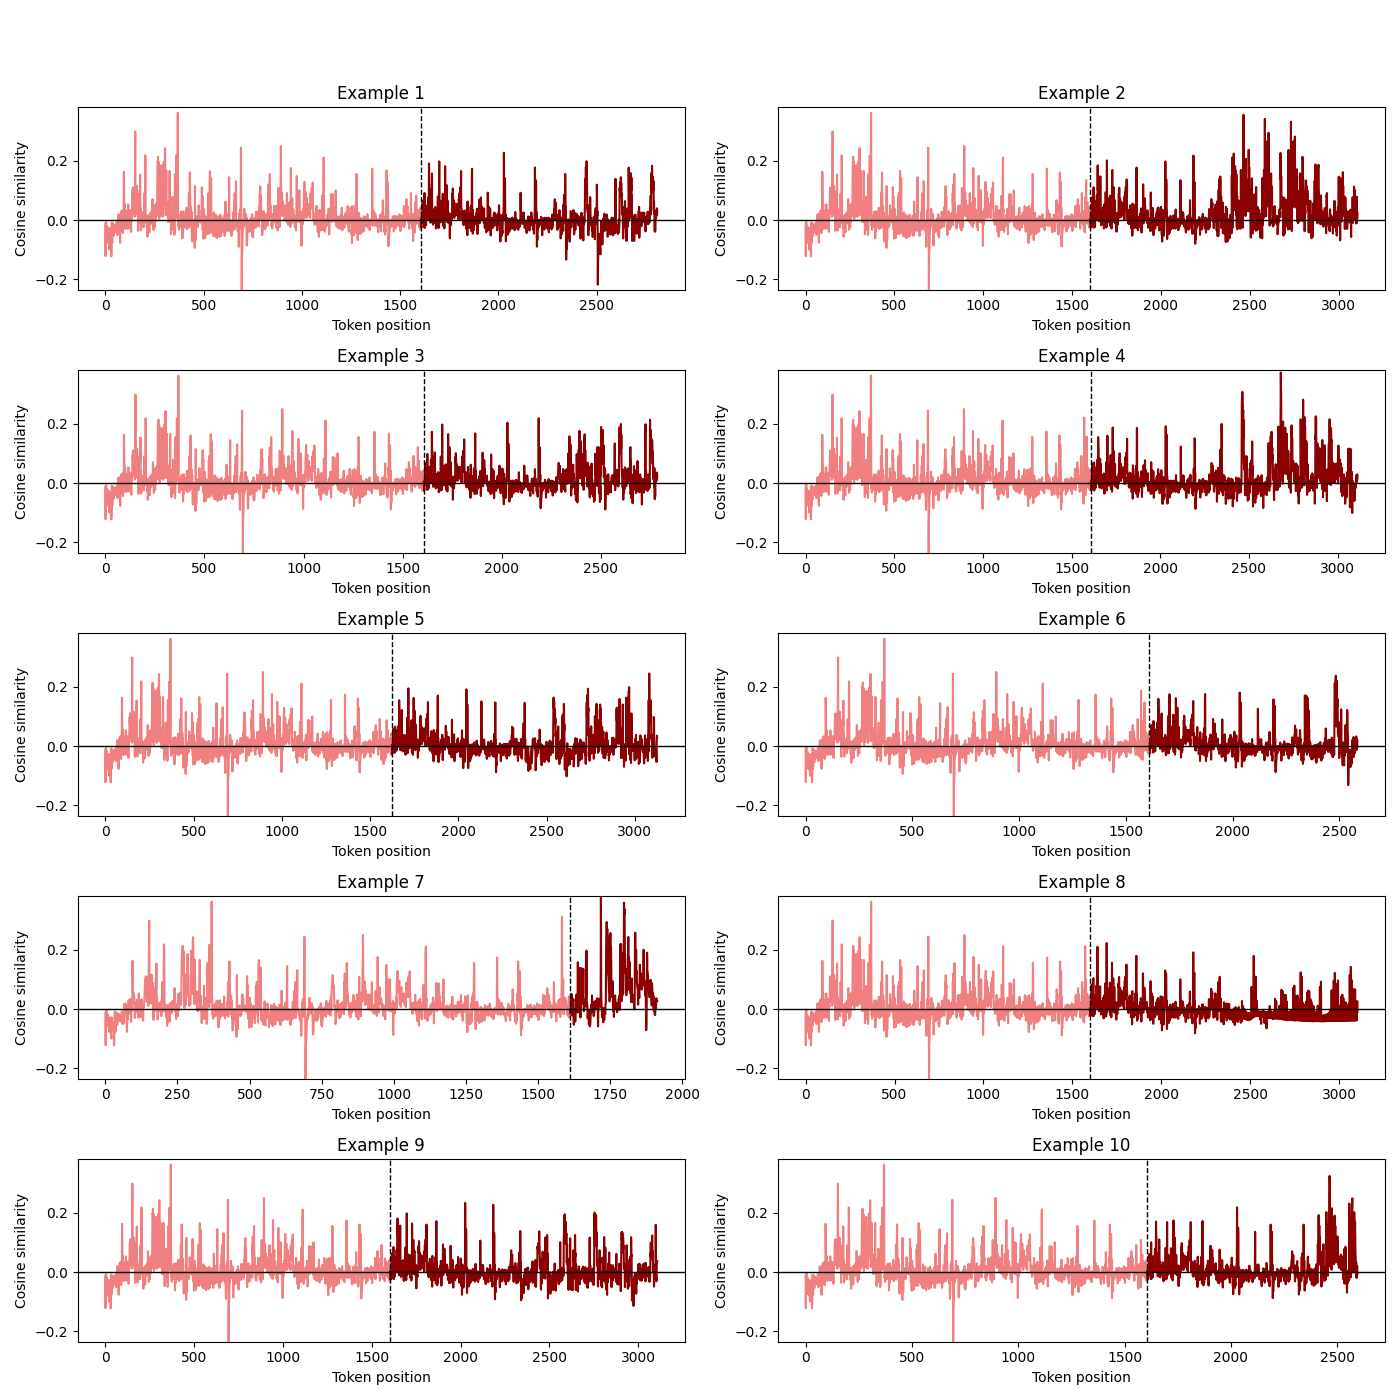 Example 1
Cosine similarity
0.2
0.0
−0.2
0 500 1000 1500 2000 2500
Token position
Example 2
Cosine similarity
0.2
0.0
−0.2
0 500 1000 1500 2000 2500 3000
Token position
Example 3
Cosine similarity
0.2
0.0
−0.2
0 500 1000 1500 2000 2500
Token position
Example 4
Cosine similarity
0.2
0.0
−0.2
0 500 1000 1500 2000 2500 3000
Token position
Example 5
Cosine similarity
0.2
0.0
−0.2
0 500 1000 1500 2000 2500 3000
Token position
Example 6
Cosine similarity
0.2
0.0
−0.2
0 500 1000 1500 2000 2500
Token position
Example 7
Cosine similarity
0.2
0.0
−0.2
0 250 500 750 1000 1250 1500 1750 2000
Token position
Example 8
Cosine similarity
0.2
0.0
−0.2
0 500 1000 1500 2000 2500 3000
Token position
Example 9
Cosine similarity
0.2
0.0
−0.2
0 500 1000 1500 2000 2500 3000
Token position
Example 10
Cosine similarity
0.2
0.0
−0.2
0 500 1000 1500 2000 2500
Token position